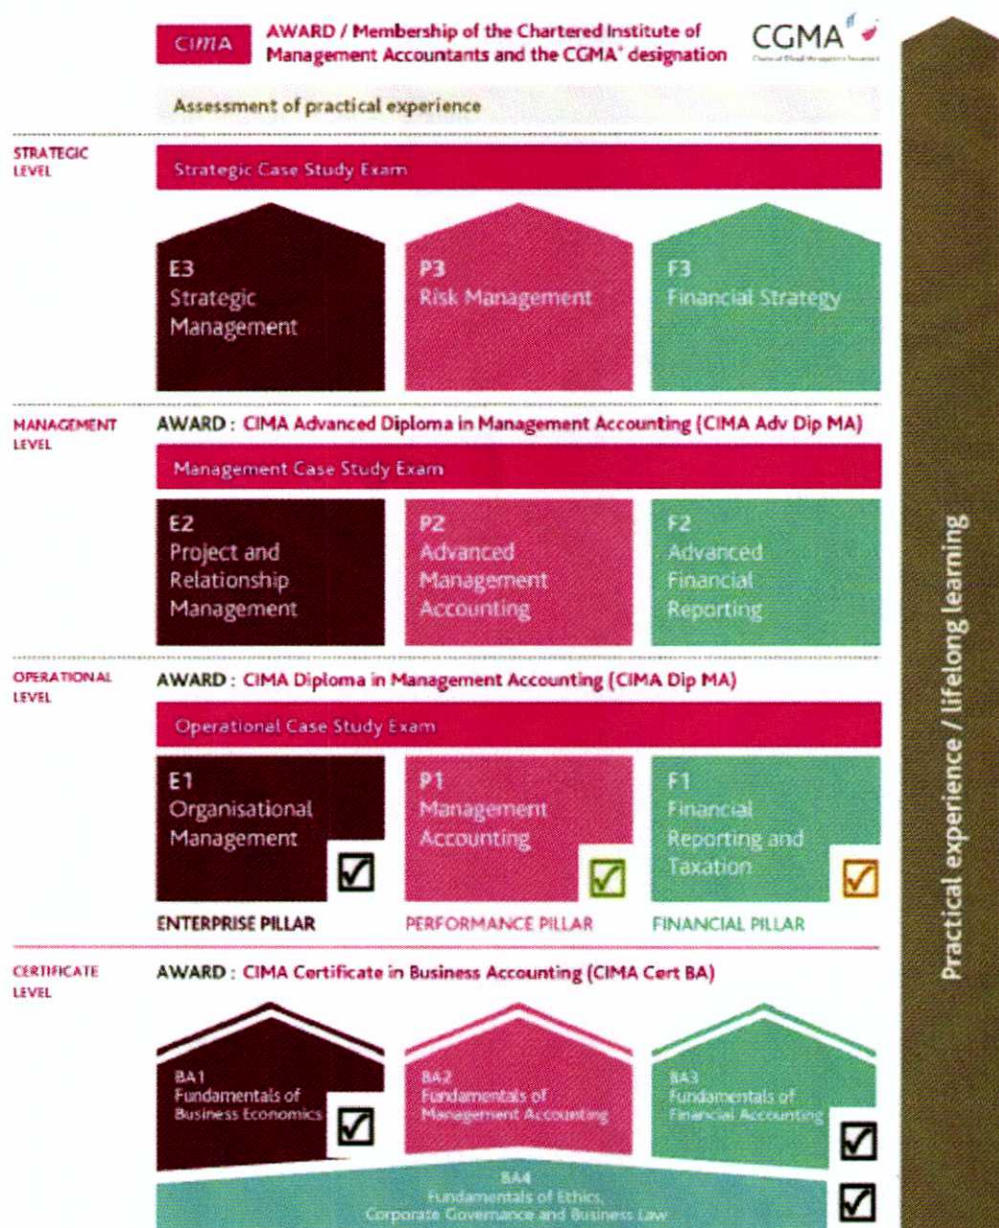 CIMA
AWARD / Membership of the Chartered Institute of
Management Accountants and the CGMA® designation
CGMA
Assessment of practical experience
STRATEGIC
LEVEL
Strategic Case Study Exam
E3
Strategic
Management
P3
Risk Management
F3
Financial Strategy
MANAGEMENT
LEVEL
AWARD : CIMA Advanced Diploma in Management Accounting (CIMA Adv Dip MA)
Management Case Study Exam
E2
Project and
Relationship
Management
P2
Advanced
Management
Accounting
F2
Advanced
Financial
Reporting
OPERATIONAL
LEVEL
AWARD : CIMA Diploma in Management Accounting (CIMA Dip MA)
Operational Case Study Exam
E1
Organisational
Management
P1
Management
Accounting
F1
Financial
Reporting and
Taxation
ENTERPRISE PILLAR
PERFORMANCE PILLAR
FINANCIAL PILLAR
CERTIFICATE
LEVEL
AWARD : CIMA Certificate in Business Accounting (CIMA Cert BA)
BA1
Fundamentals of
Business Economics
BA2
Fundamentals of
Management Accounting
BA3
Fundamentals of
Financial Accounting
BA4
Fundamentals of Ethics,
Corporate Governance and Business Law
Practical experience / lifelong learning